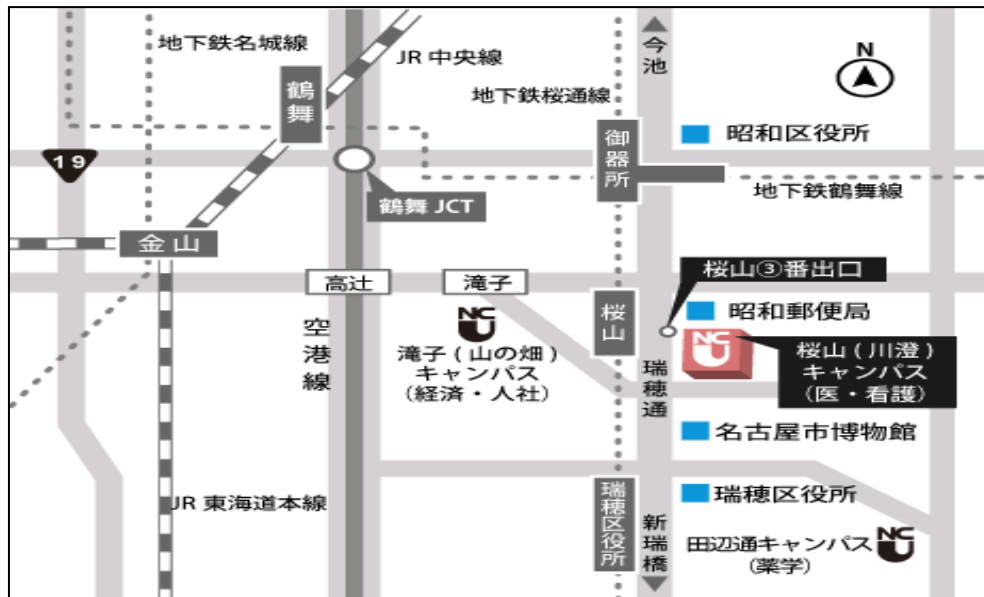 地下鉄名城線
JR 中央線
今池
N
鶴舞
地下鉄桜通線
昭和区役所
御器所
19
地下鉄鶴舞線
鶴舞 JCT
金山
桜山③番出口
高辻
滝子
桜山
昭和郵便局
NCU
NCU
空港線
滝子 ( 山の畑 )
キャンパス
(経済・人社)
瑞穂通
桜山 ( 川澄 )
キャンパス
(医・看護)
名古屋市博物館
JR 東海道本線
瑞穂区役所
瑞穂区役所
新瑞橋
田辺通キャンパス
(薬学)
NCU